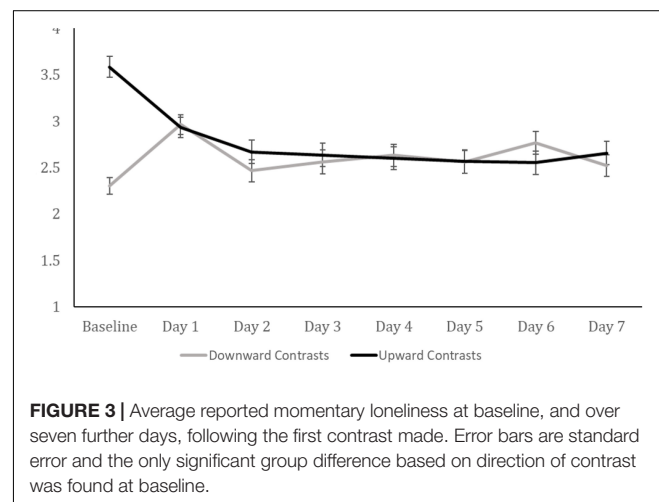 4
3.5
3
2.5
2
1.5
1
Baseline Day 1 Day 2 Day 3 Day 4 Day 5 Day 6 Day 7
Downward Contrasts Upward Contrasts
FIGURE 3 | Average reported momentary loneliness at baseline, and over
seven further days, following the first contrast made. Error bars are standard
error and the only significant group difference based on direction of contrast
was found at baseline.